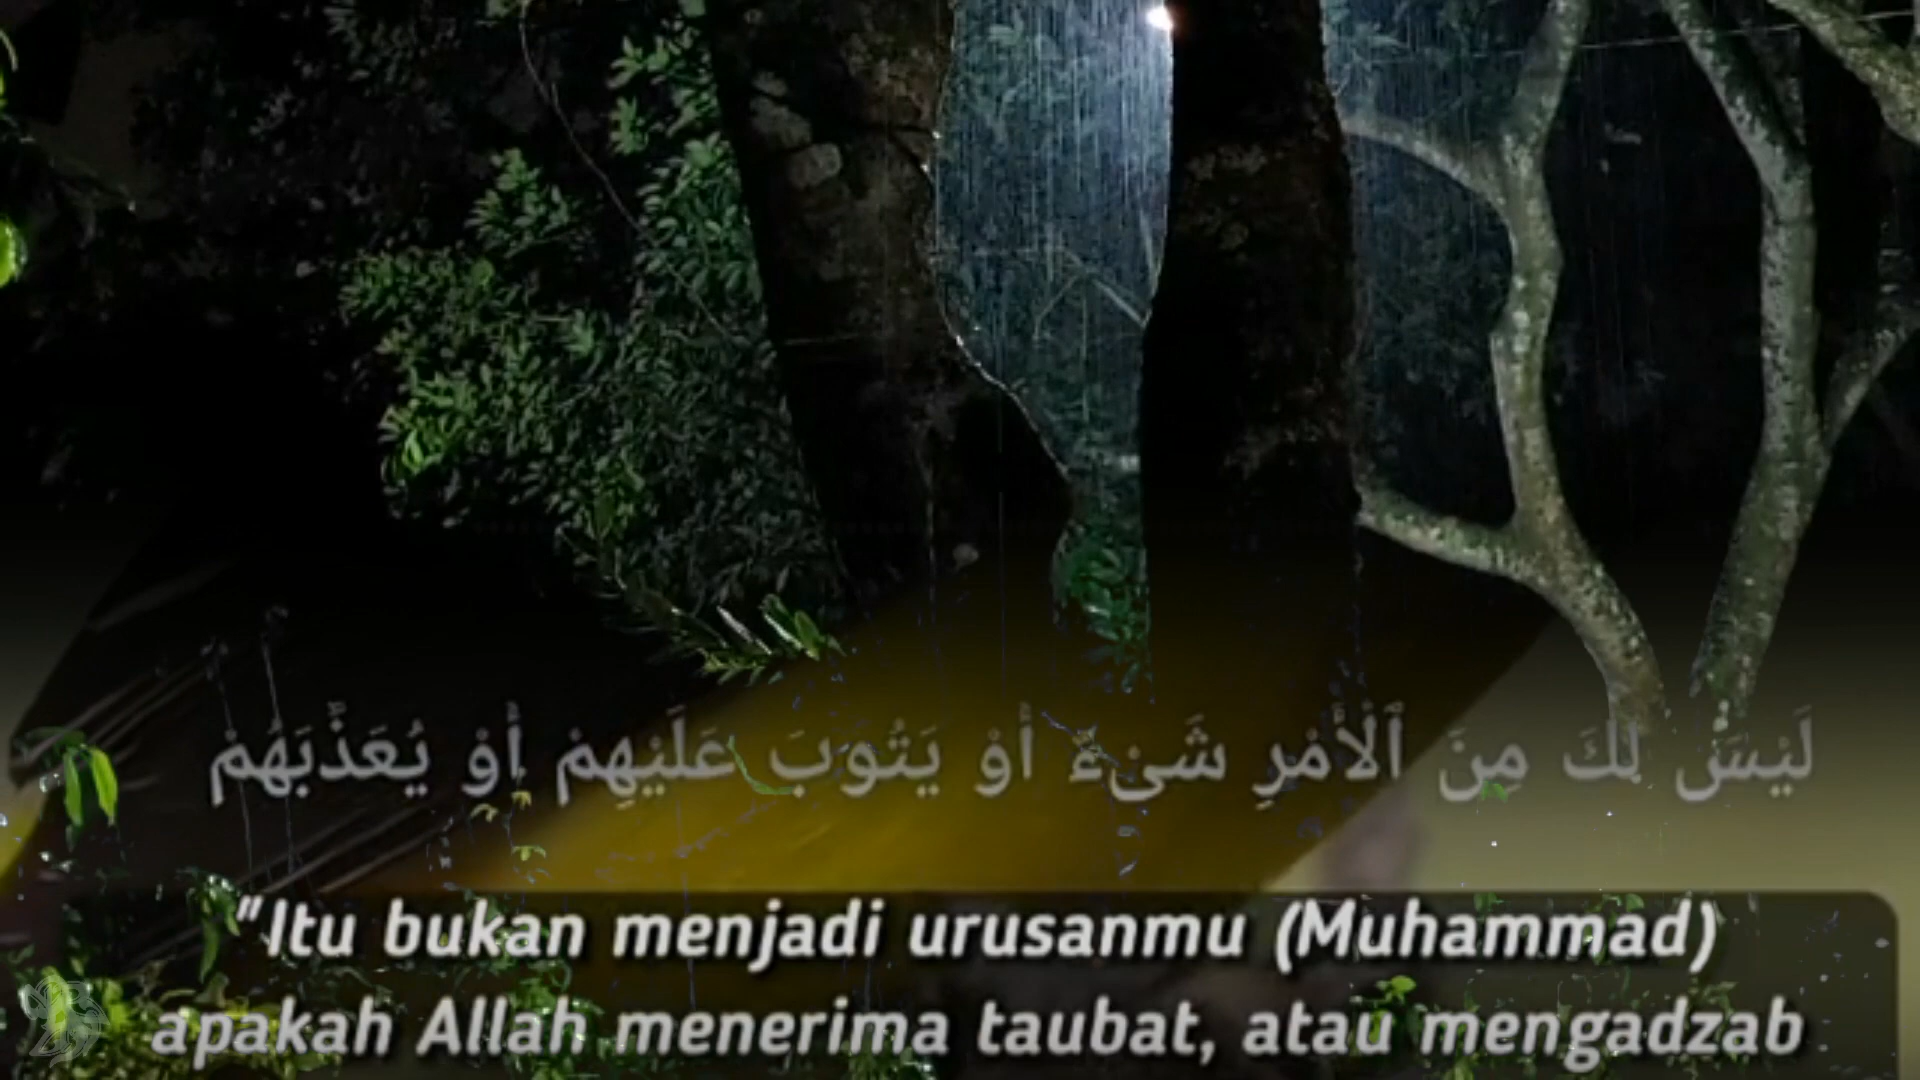 لَيْسَ لَكَ مِنَ ٱلْأَمْرِ شَىْءٌ أَوْ يَتُوبَ عَلَيْهِمْ أَوْ يُعَذِّبَهُمْ
"Itu bukan menjadi urusanmu (Muhammad)
apakah Allah menerima taubat, atau mengadzab